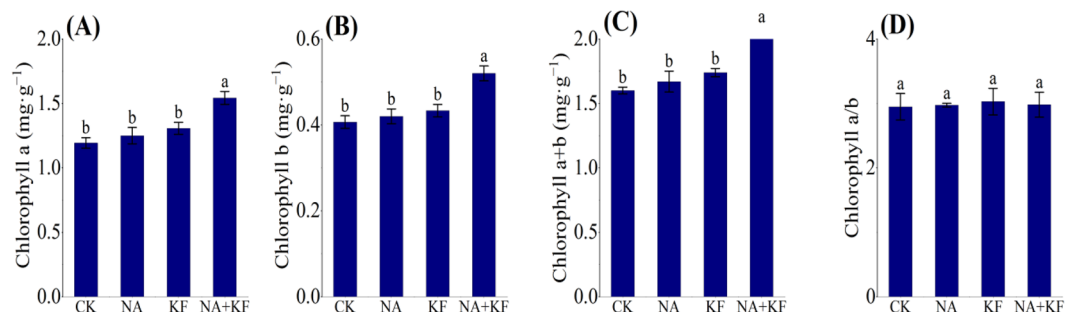 (A)
Chlorophyll a (mg·g⁻¹)
2.0
1.5
1.0
0.5
0.0
b
b
b
a
CK NA KF NA+KF
(B)
Chlorophyll b (mg·g⁻¹)
0.6
0.4
0.2
0.0
b
b
b
a
CK NA KF NA+KF
(C)
Chlorophyll a+b (mg·g⁻¹)
2.0
1.5
1.0
0.5
0.0
b
b
b
a
CK NA KF NA+KF
(D)
Chlorophyll a/b
4
2
0
a
a
a
a
CK NA KF NA+KF